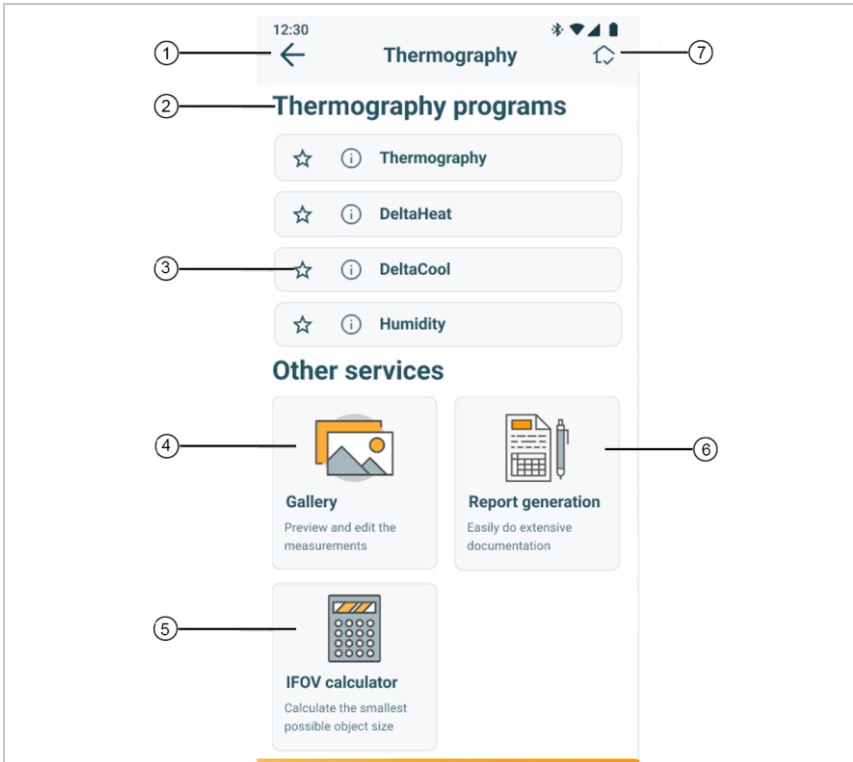 12:30
1
Thermography
7
2
Thermography programs
Thermography
DeltaHeat
3
DeltaCool
Humidity
Other services
4
6
Gallery
Report generation
Preview and edit the
measurements
Easily do extensive
documentation
5
IFOV calculator
Calculate the smallest
possible object size